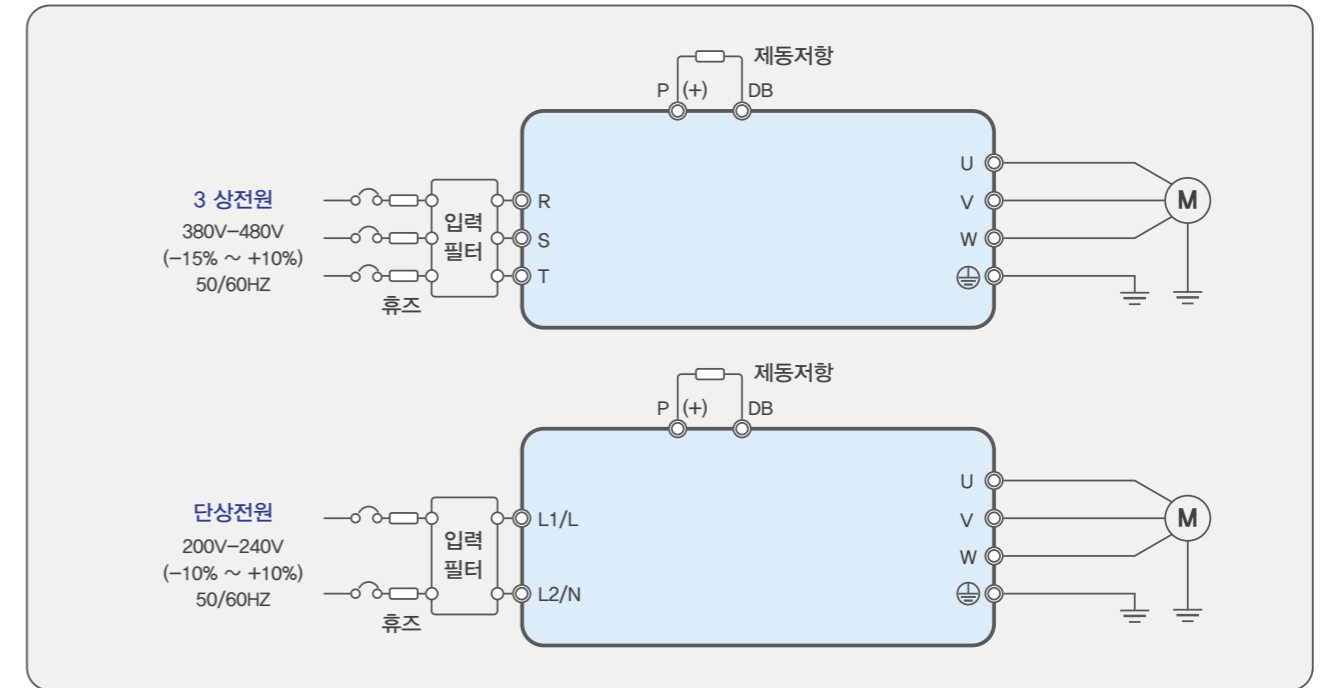 제동저항
P (+) DB
3 상전원
380V–480V
(–15% ~ +10%)
50/60HZ
휴즈
입력
필터
R
S
T
U
V
W
M
제동저항
P (+) DB
단상전원
200V–240V
(–10% ~ +10%)
50/60HZ
휴즈
입력
필터
L1/L
L2/N
U
V
W
M